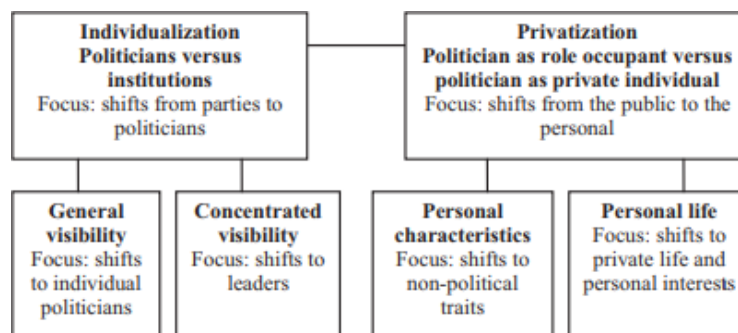 Individualization
Politicians versus
institutions
Focus: shifts from parties to
politicians
Privatization
Politician as role occupant versus
politician as private individual
Focus: shifts from the public to the
personal
General
visibility
Focus: shifts
to individual
politicians
Concentrated
visibility
Focus: shifts to
leaders
Personal
characteristics
Focus: shifts to
non-political
traits
Personal life
Focus: shifts to
private life and
personal interests